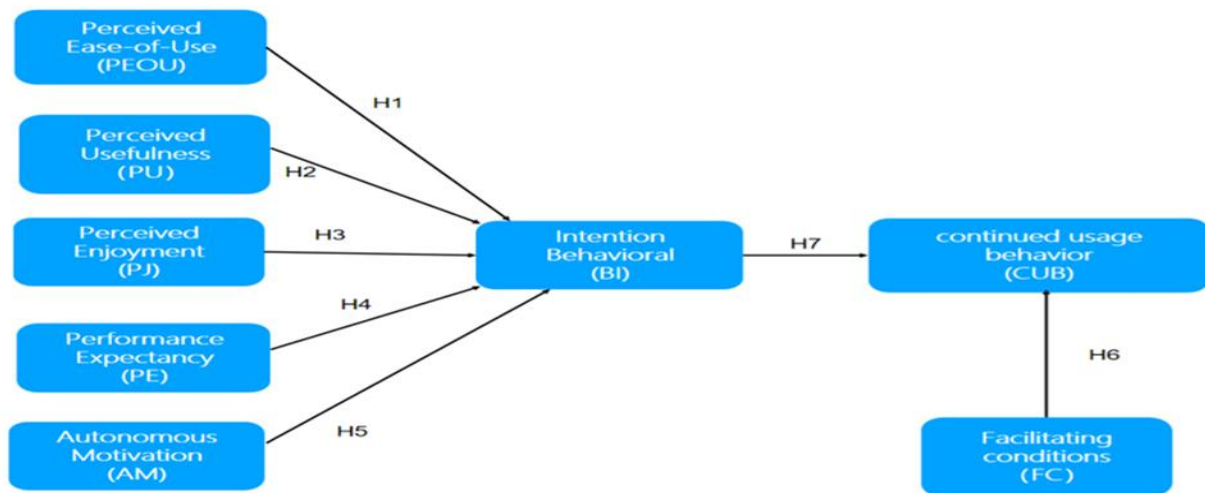 Perceived
Ease-of-Use
(PEOU)
H1
Perceived
Usefulness
(PU)
H2
Perceived
Enjoyment
(PJ)
H3
Intention
Behavioral
(BI)
H7
continued usage
behavior
(CUB)
H4
Performance
Expectancy
(PE)
H6
H5
Autonomous
Motivation
(AM)
Facilitating
conditions
(FC)